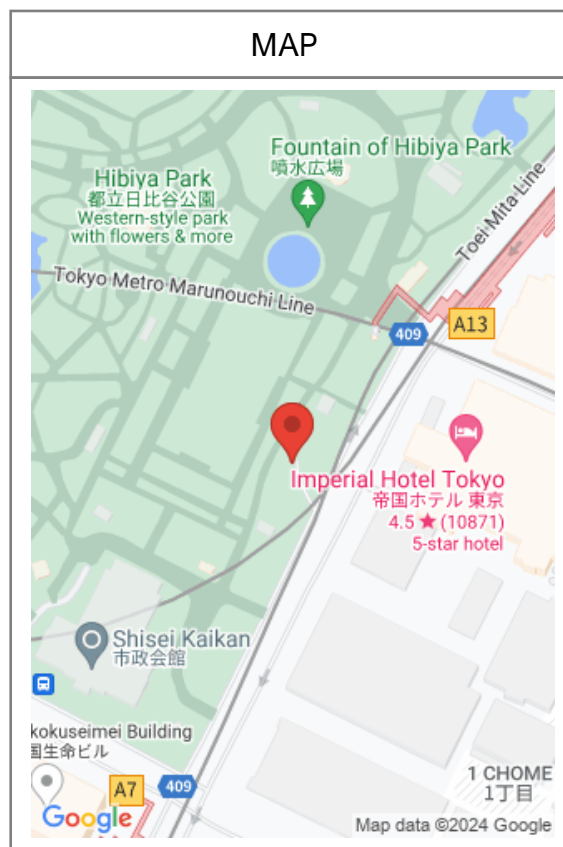 MAP
Fountain of Hibiya Park
噴水広場
Hibiya Park
都立日比谷公園
Western-style park
with flowers & more
Toei Mita Line
Tokyo Metro Marunouchi Line
A13
409
Imperial Hotel Tokyo
帝国ホテル 東京
4.5 ★ (10871)
5-star hotel
Shisei Kaikan
市政会館
kokuseimei Building
国生命ビル
1 CHOME
1丁目
A7
409
Google
Map data ©2024 Google